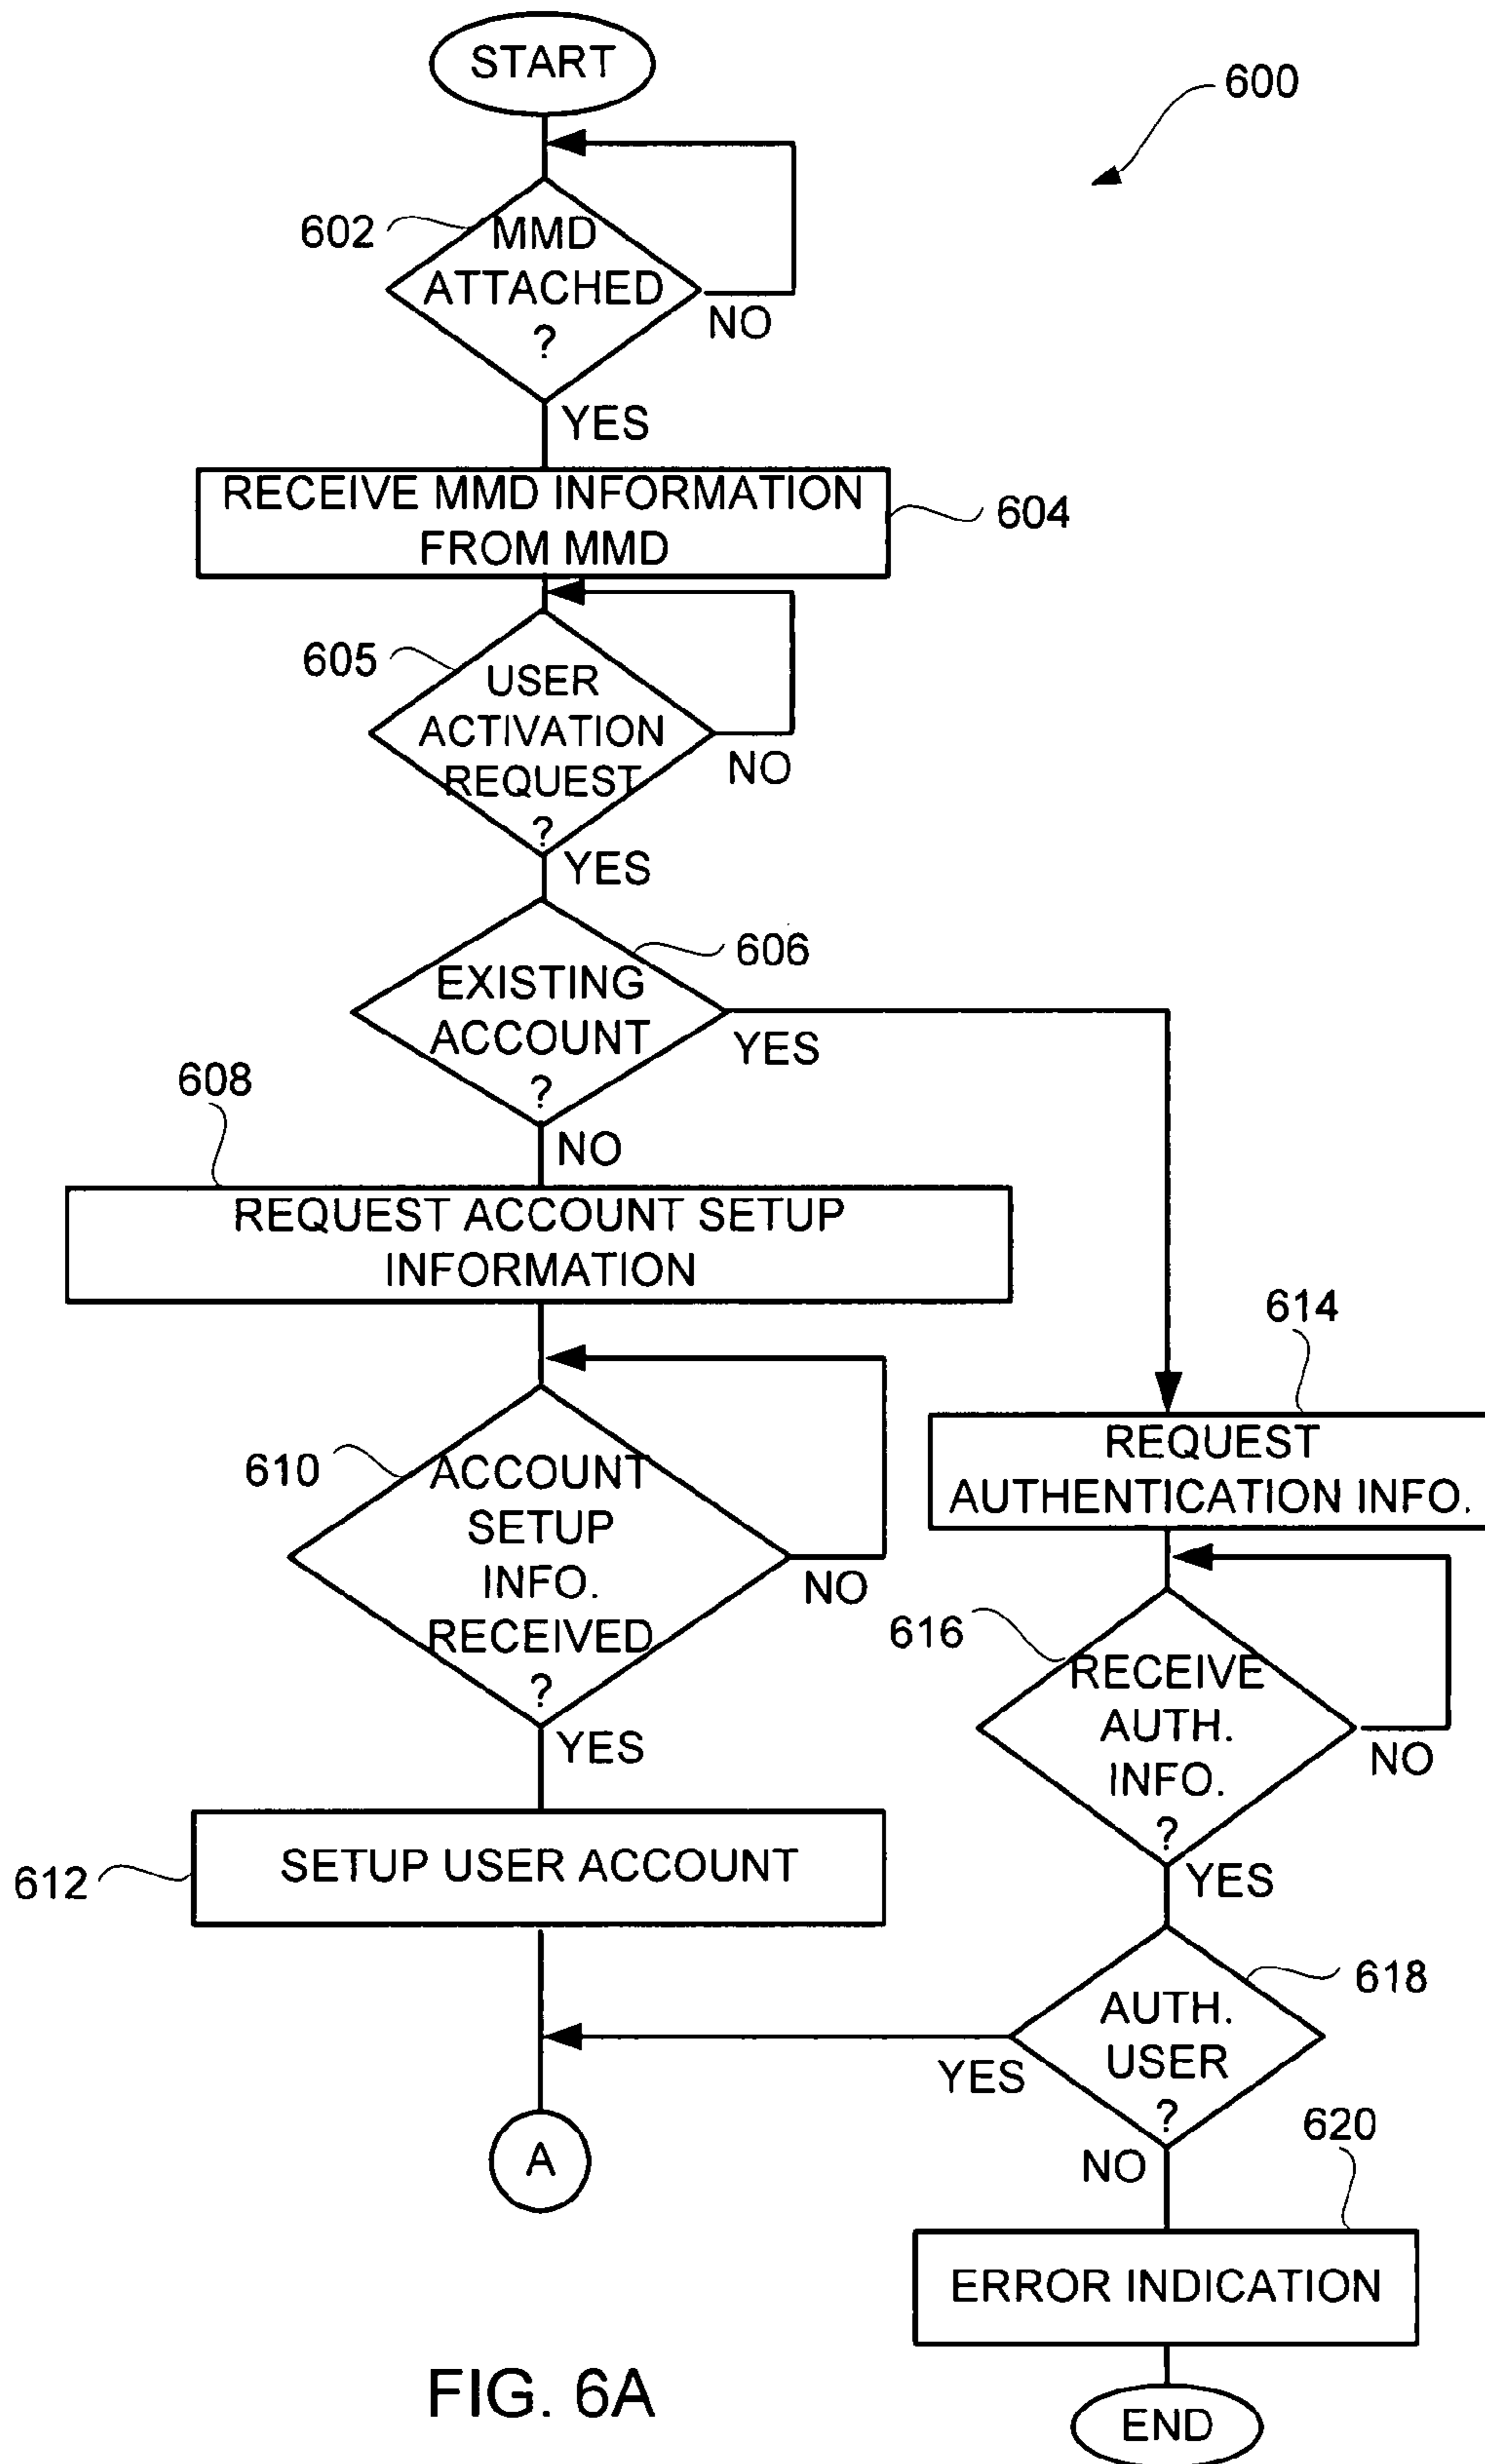 START
600
602
MMD
ATTACHED
?
NO
YES
RECEIVE MMD INFORMATION
FROM MMD
604
605
USER
ACTIVATION
REQUEST
?
NO
YES
606
EXISTING
ACCOUNT
?
YES
NO
608
REQUEST ACCOUNT SETUP
INFORMATION
610
ACCOUNT
SETUP
INFO.
RECEIVED
?
NO
YES
612
SETUP USER ACCOUNT
A
614
REQUEST
AUTHENTICATION INFO.
616
RECEIVE
AUTH.
INFO.
?
NO
YES
618
AUTH.
USER
?
YES
NO
620
ERROR INDICATION
END
FIG. 6A